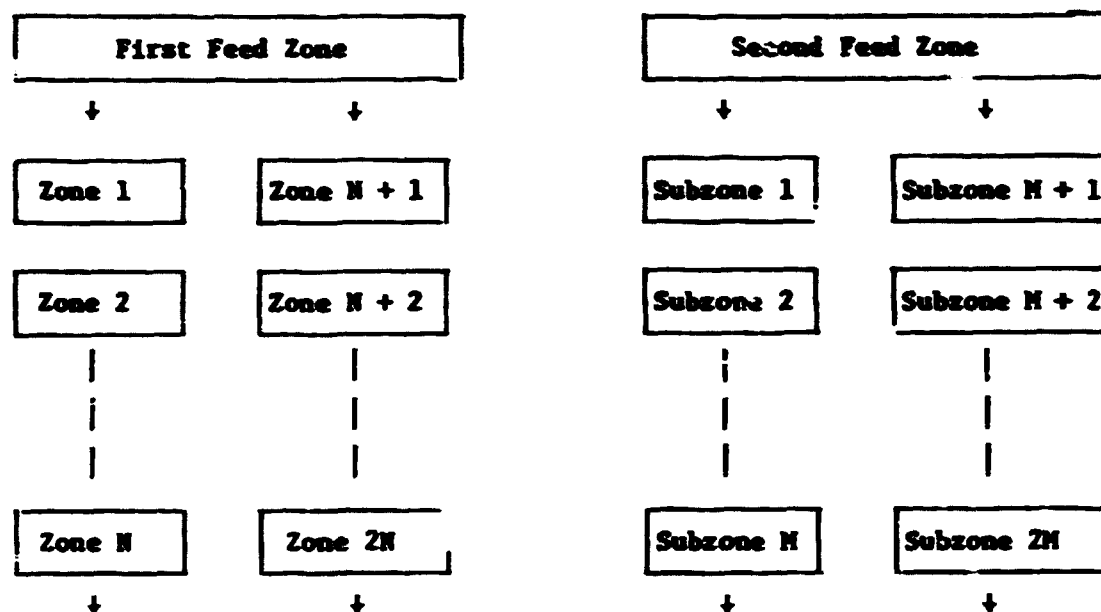 First Feed Zone
Second Feed Zone
Zone 1
Zone N + 1
Subzone 1
Subzone M + 1
Zone 2
Zone N + 2
Subzone 2
Subzone M + 2
Zone N
Zone 2N
Subzone M
Subzone 2M